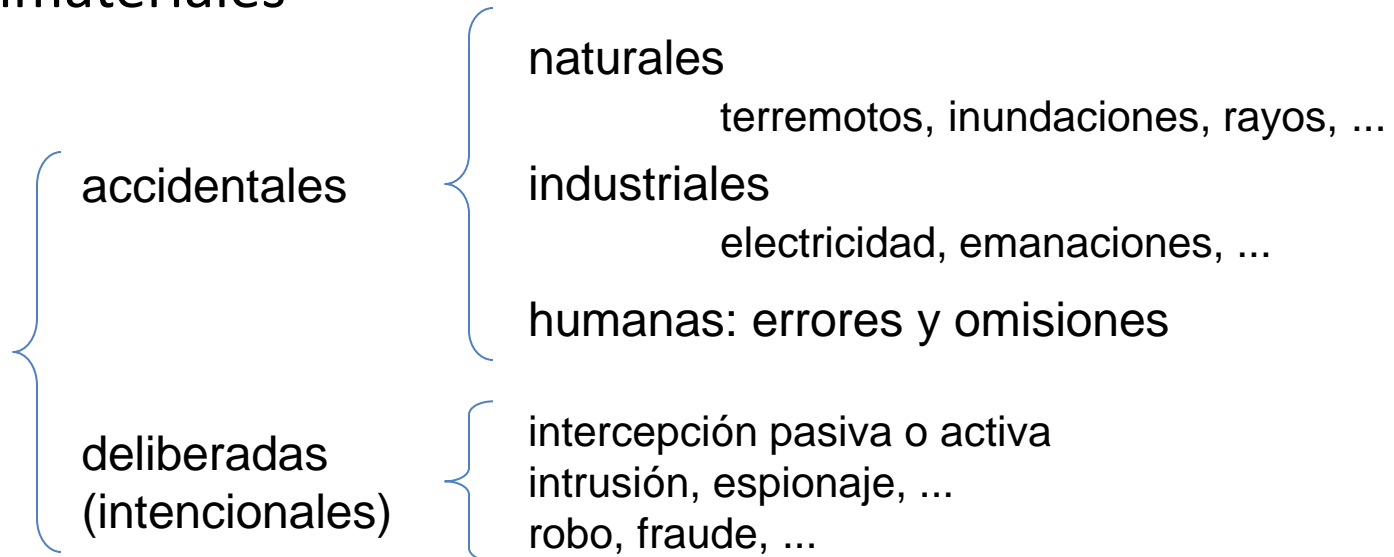 naturales
terremotos, inundaciones, rayos, ...
accidentales
industriales
electricidad, emanaciones, ...
humanas: errores y omisiones
deliberadas
(intencionales)
intercepción pasiva o activa
intrusión, espionaje, ...
robo, fraude, ...